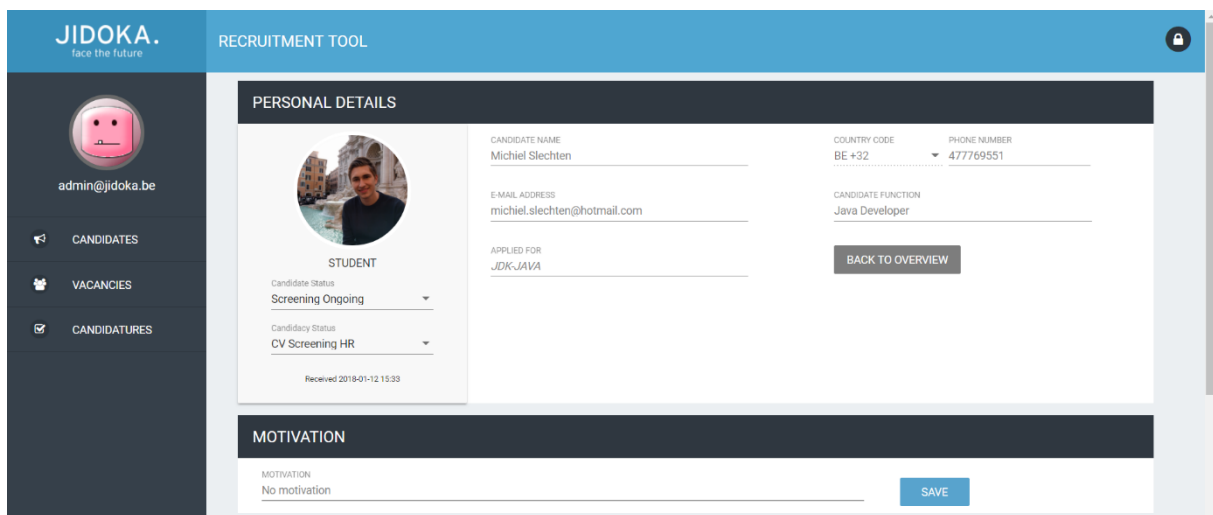 JIDOKA.
face the future
RECRUITMENT TOOL
admin@jidoka.be
CANDIDATES
VACANCIES
CANDIDATURES
PERSONAL DETAILS
STUDENT
Candidate Status
Screening Ongoing
Candidacy Status
CV Screening HR
Received 2018-01-12 15:33
CANDIDATE NAME
Michiel Slechten
E-MAIL ADDRESS
michiel.slechten@hotmail.com
APPLIED FOR
JDK-JAVA
COUNTRY CODE PHONE NUMBER
BE +32 477769551
CANDIDATE FUNCTION
Java Developer
BACK TO OVERVIEW
MOTIVATION
MOTIVATION
No motivation
SAVE